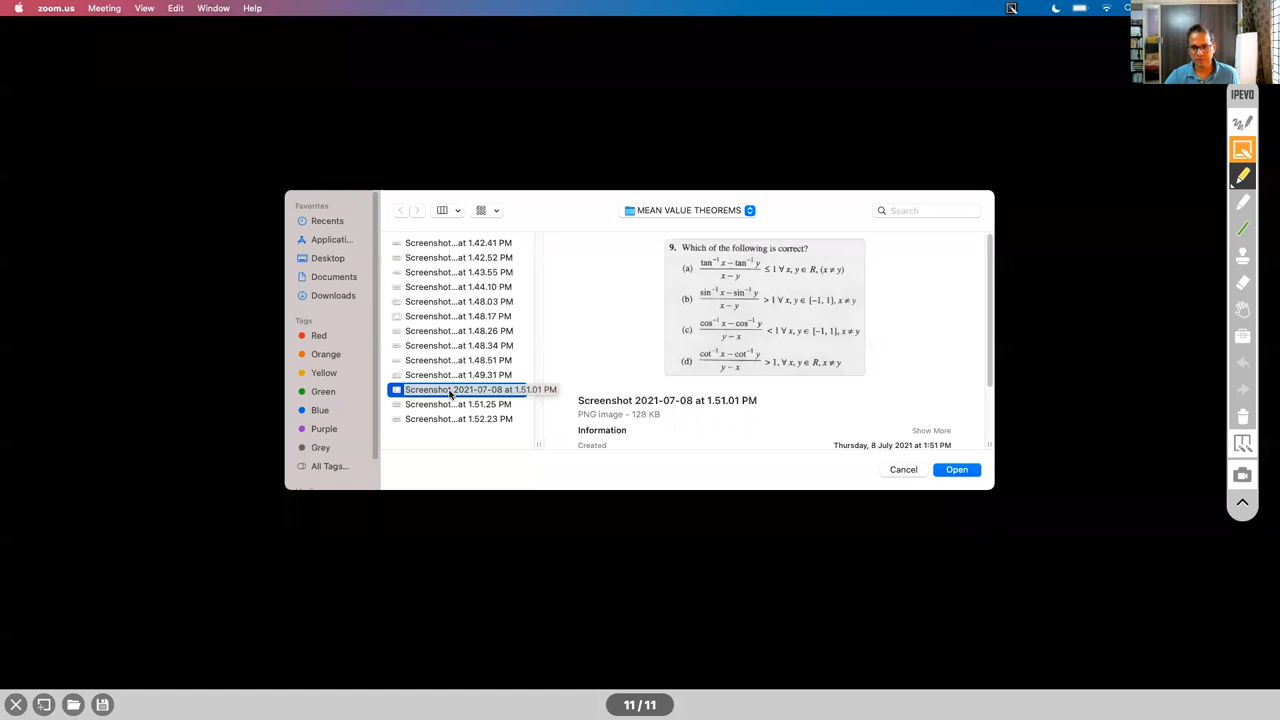 zoom.us Meeting View Edit Window Help
IPEVO
Favorites
Recents
Applicati...
Desktop
Documents
Downloads
Tags
Red
Orange
Yellow
Green
Blue
Purple
Grey
All Tags...
MEAN VALUE THEOREMS
Search
Screenshot...at 1.42.41 PM
Screenshot...at 1.42.52 PM
Screenshot...at 1.43.55 PM
Screenshot...at 1.44.10 PM
Screenshot...at 1.48.03 PM
Screenshot...at 1.48.17 PM
Screenshot...at 1.48.26 PM
Screenshot...at 1.48.34 PM
Screenshot...at 1.48.51 PM
Screenshot...at 1.49.31 PM
Screenshot 2021-07-08 at 1.51.01 PM
Screenshot...at 1.51.25 PM
Screenshot...at 1.52.23 PM
9. Which of the following is correct?
(a) (tan⁻¹ x – tan⁻¹ y)/(x – y) ≤ 1 ∀ x, y ∈ R, (x ≠ y)
(b) (sin⁻¹ x – sin⁻¹ y)/(x – y) > 1 ∀ x, y ∈ [–1, 1], x ≠ y
(c) (cos⁻¹ x – cos⁻¹ y)/(y – x) < 1 ∀ x, y ∈ [–1, 1], x ≠ y
(d) (cot⁻¹ x – cot⁻¹ y)/(y – x) > 1, ∀ x, y ∈ R, x ≠ y
Screenshot 2021-07-08 at 1.51.01 PM
PNG image - 128 KB
Information Show More
Created Thursday, 8 July 2021 at 1:51 PM
Cancel Open
11 / 11